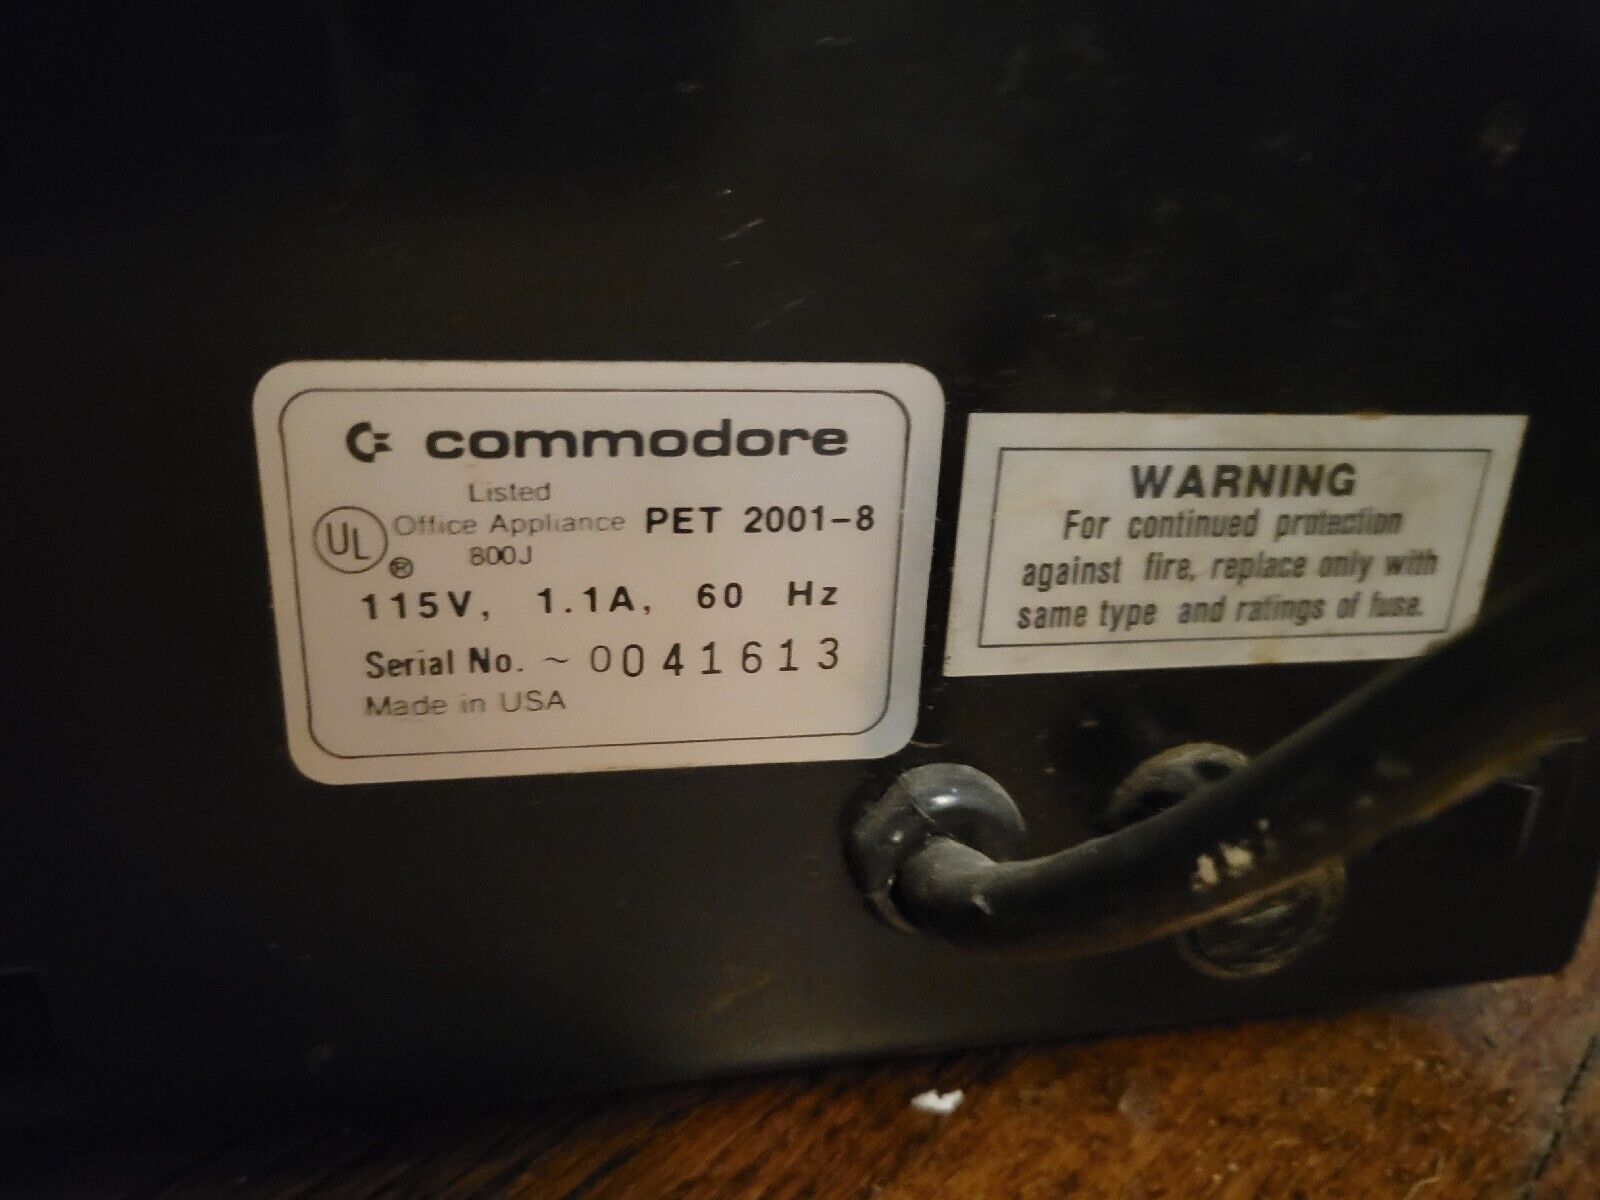 commodore
Listed
UL Office Appliance PET 2001-8
® 800J
115V, 1.1A, 60 Hz
Serial No. ~0041613
Made in USA
WARNING
For continued protection
against fire, replace only with
same type and ratings of fuse.